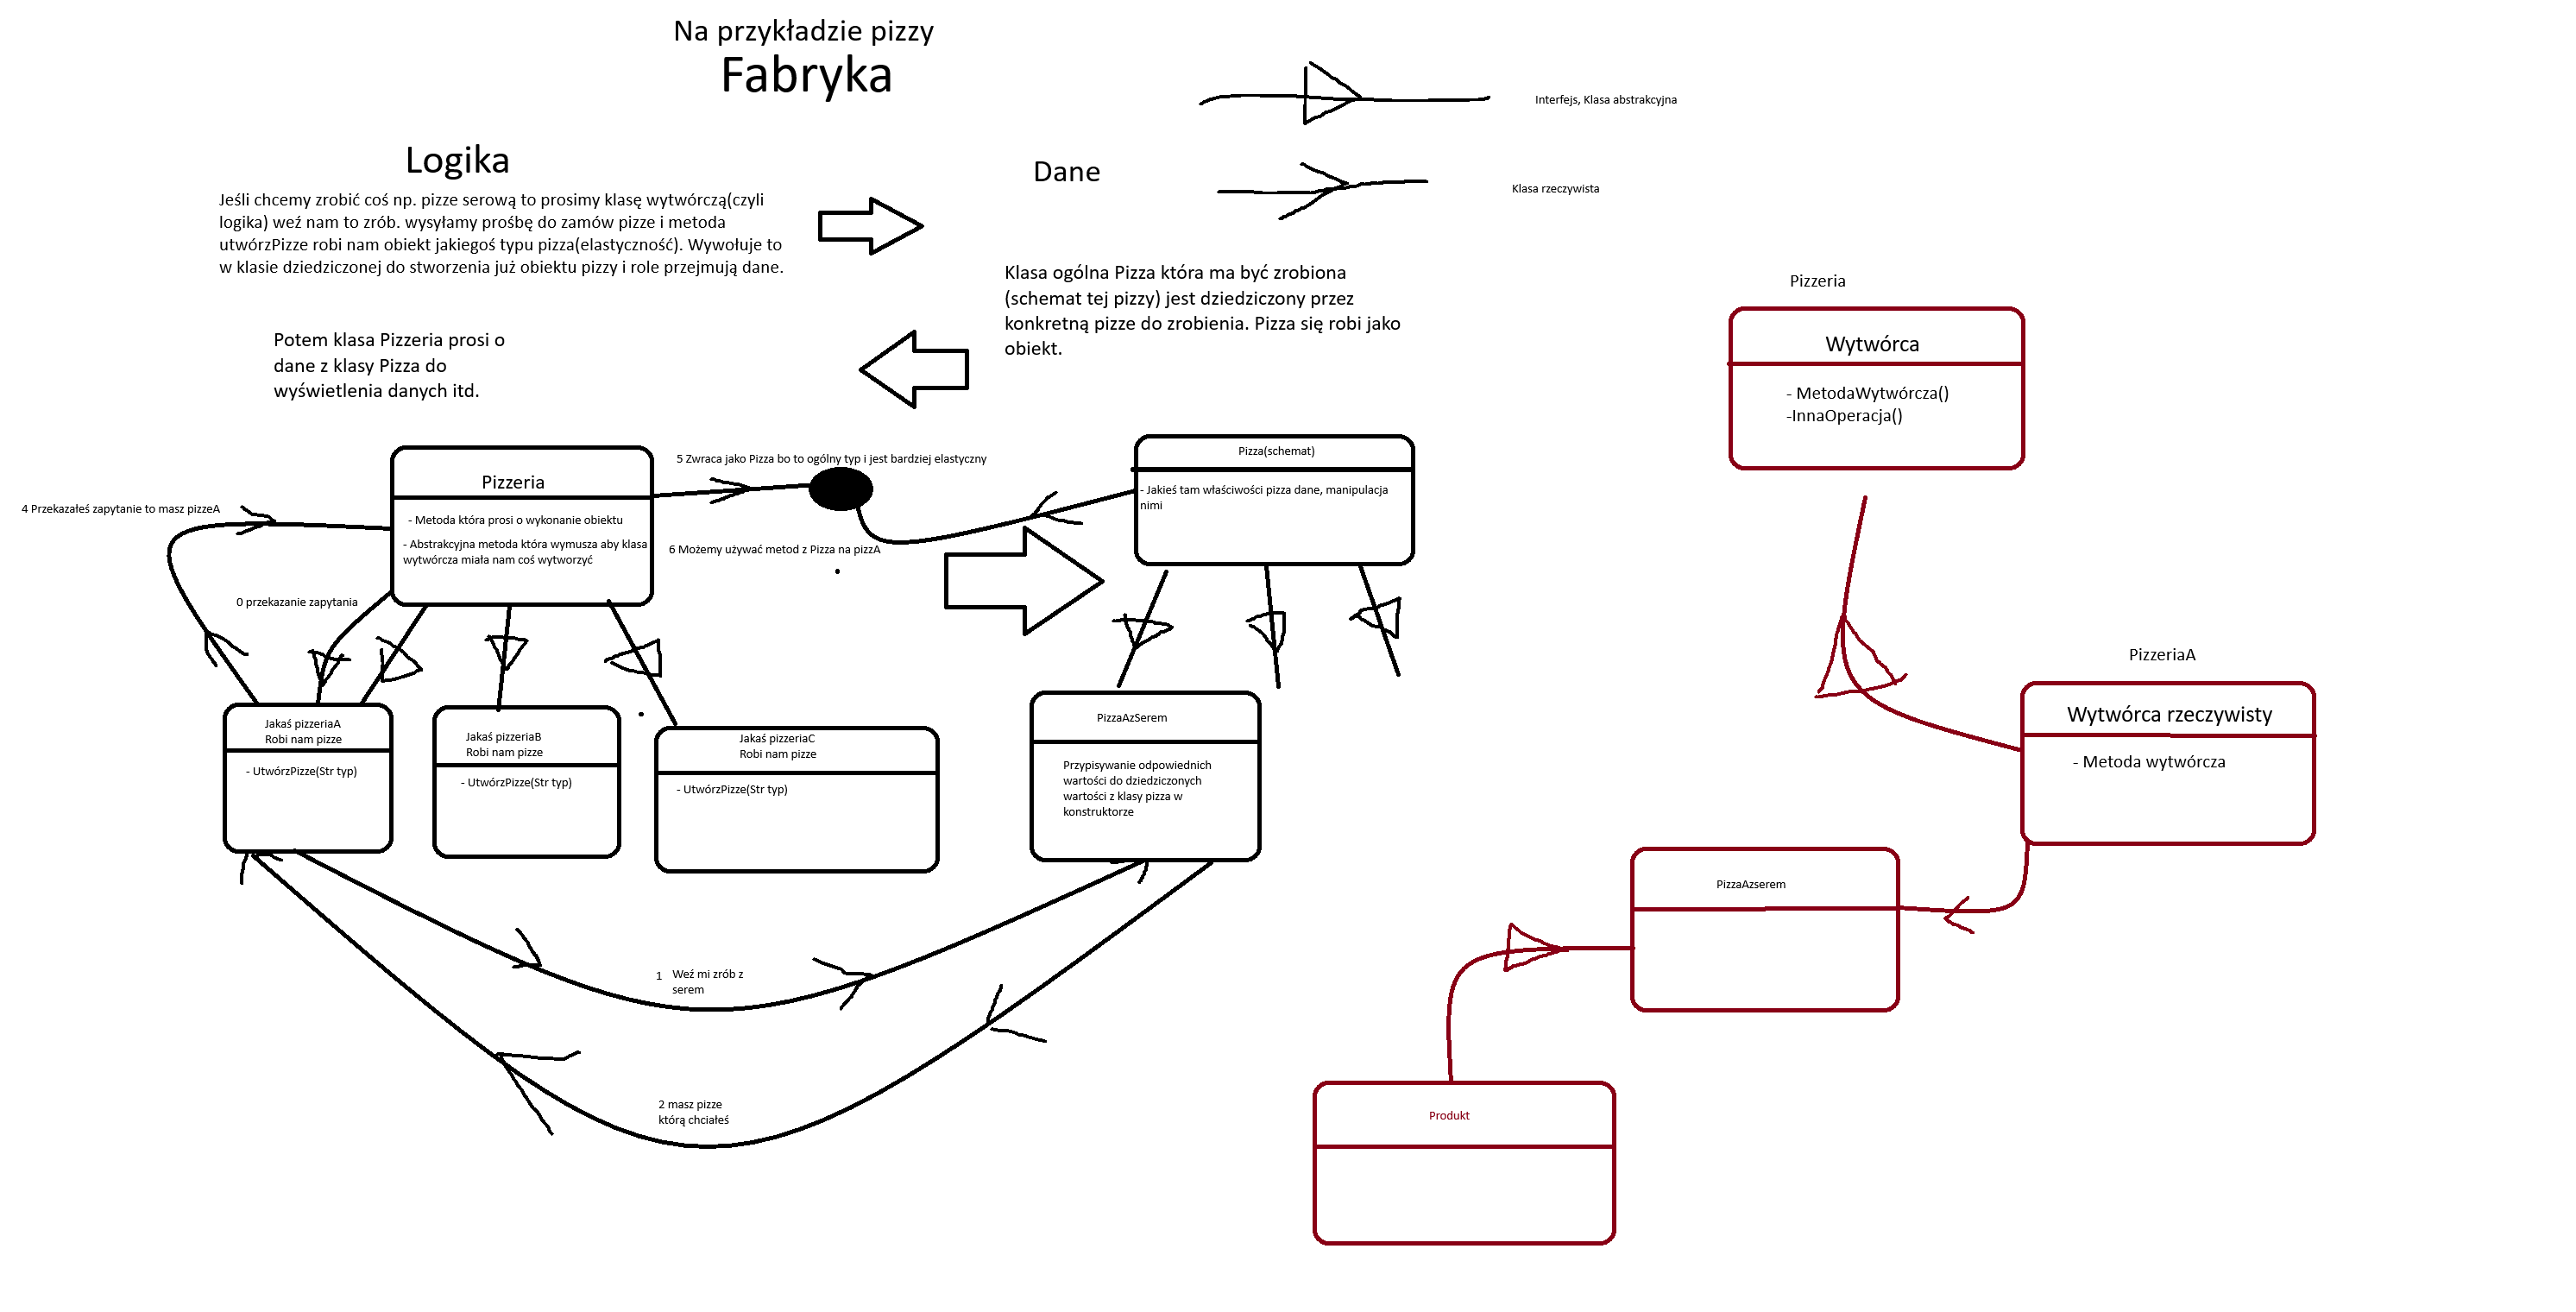 Na przykładzie pizzy
Fabryka
Interfejs, Klasa abstrakcyjna
Logika
Dane
Klasa rzeczywista
Jeśli chcemy zrobić coś np. pizze serową to prosimy klasę wytwórczą(czyli
logika) weź nam to zrób. wysyłamy prośbę do zamów pizze i metoda
utwórzPizze robi nam obiekt jakiegoś typu pizza(elastyczność). Wywołuje to
w klasie dziedziczonej do stworzenia już obiektu pizzy i role przejmują dane.
Klasa ogólna Pizza która ma być zrobiona
(schemat tej pizzy) jest dziedziczony przez
konkretną pizze do zrobienia. Pizza się robi jako
obiekt.
Potem klasa Pizzeria prosi o
dane z klasy Pizza do
wyświetlenia danych itd.
Pizzeria
Wytwórca
- MetodaWytwórcza()
-InnaOperacja()
5 Zwraca jako Pizza bo to ogólny typ i jest bardziej elastyczny
Pizza(schemat)
- Jakieś tam właściwości pizza dane, manipulacja
nimi
Pizzeria
- Metoda która prosi o wykonanie obiektu
- Abstrakcyjna metoda która wymusza aby klasa
wytwórcza miała nam coś wytworzyć
4 Przekazałeś zapytanie to masz pizzeA
6 Możemy używać metod z Pizza na pizzA
0 przekazanie zapytania
PizzeriaA
Wytwórca rzeczywisty
- Metoda wytwórcza
Jakaś pizzeriaA
Robi nam pizze
- UtwórzPizze(Str typ)
Jakaś pizzeriaB
Robi nam pizze
- UtwórzPizze(Str typ)
Jakaś pizzeriaC
Robi nam pizze
- UtwórzPizze(Str typ)
PizzaAzSerem
Przypisywanie odpowiednich
wartości do dziedziczonych
wartości z klasy pizza w
konstruktorze
PizzaAzserem
1 Weź mi zrób z
serem
2 masz pizze
którą chciałeś
Produkt